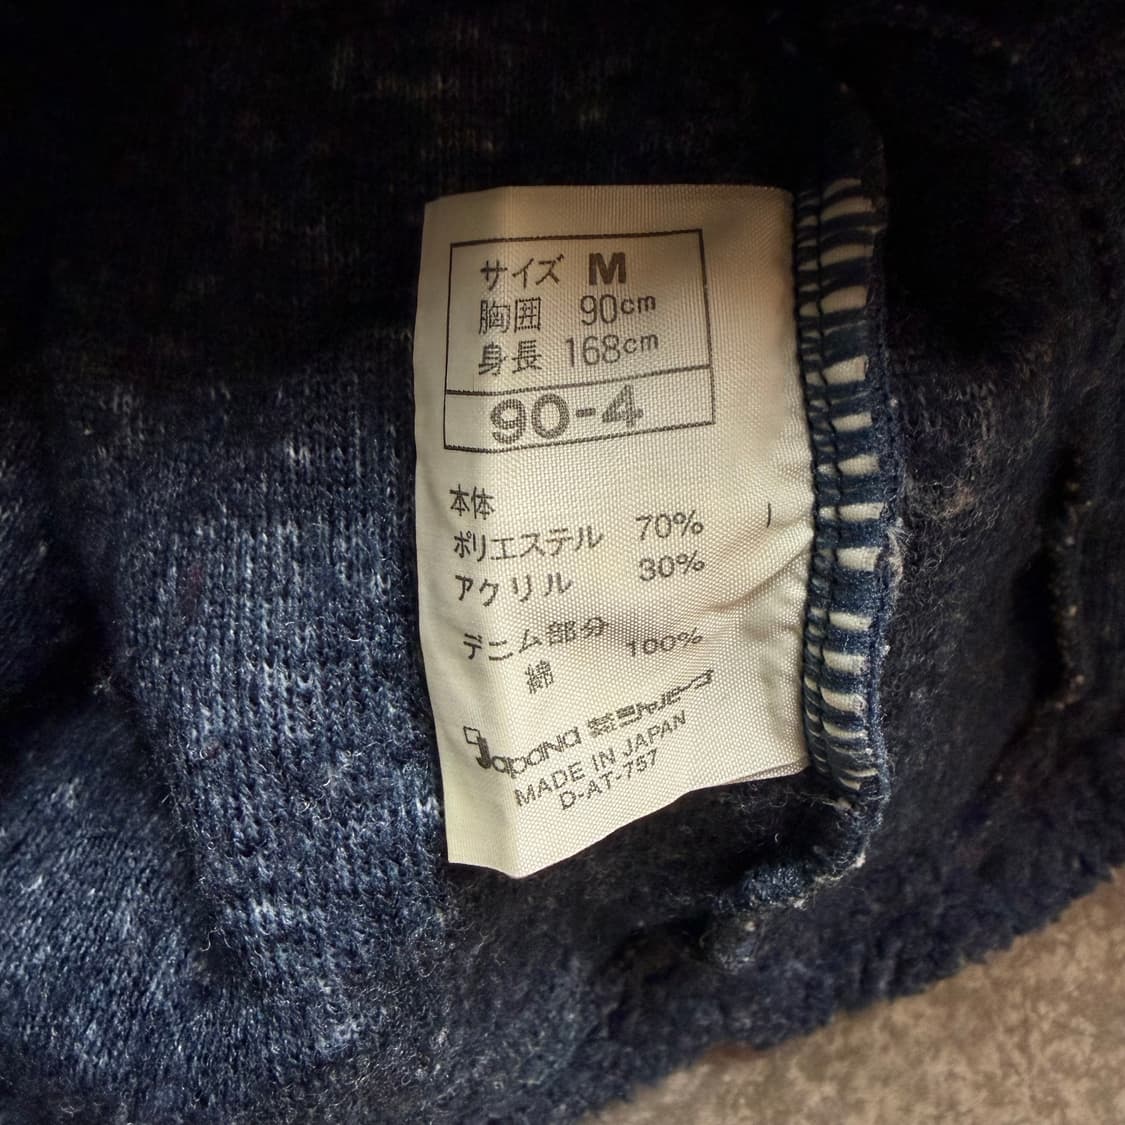 サイズ M
胸囲 90cm
身長 168cm
90-4
本体
ポリエステル 70%
アクリル 30%
デニム部分
綿 100%
Japana
MADE IN JAPAN
D-AT-757